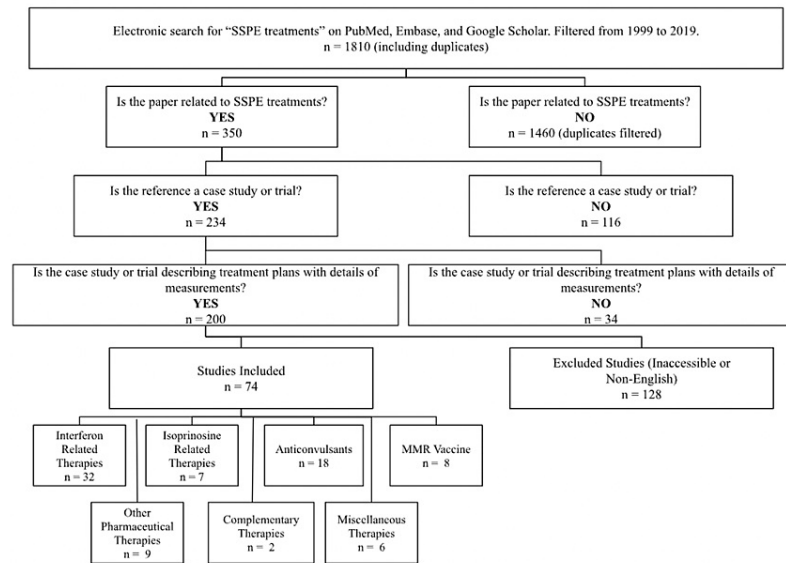 Electronic search for “SSPE treatments” on PubMed, Embase, and Google Scholar. Filtered from 1999 to 2019.
n = 1810 (including duplicates)
Is the paper related to SSPE treatments?
YES
n = 350
Is the paper related to SSPE treatments?
NO
n = 1460 (duplicates filtered)
Is the reference a case study or trial?
YES
n = 234
Is the reference a case study or trial?
NO
n = 116
Is the case study or trial describing treatment plans with details of
measurements?
YES
n = 200
Is the case study or trial describing treatment plans with details of
measurements?
NO
n = 34
Studies Included
n = 74
Excluded Studies (Inaccessible or
Non-English)
n = 128
Interferon
Related
Therapies
n = 32
Isoprinosine
Related
Therapies
n = 7
Anticonvulsants
n = 18
MMR Vaccine
n = 8
Other
Pharmaceutical
Therapies
n = 9
Complementary
Therapies
n = 2
Miscellaneous
Therapies
n = 6